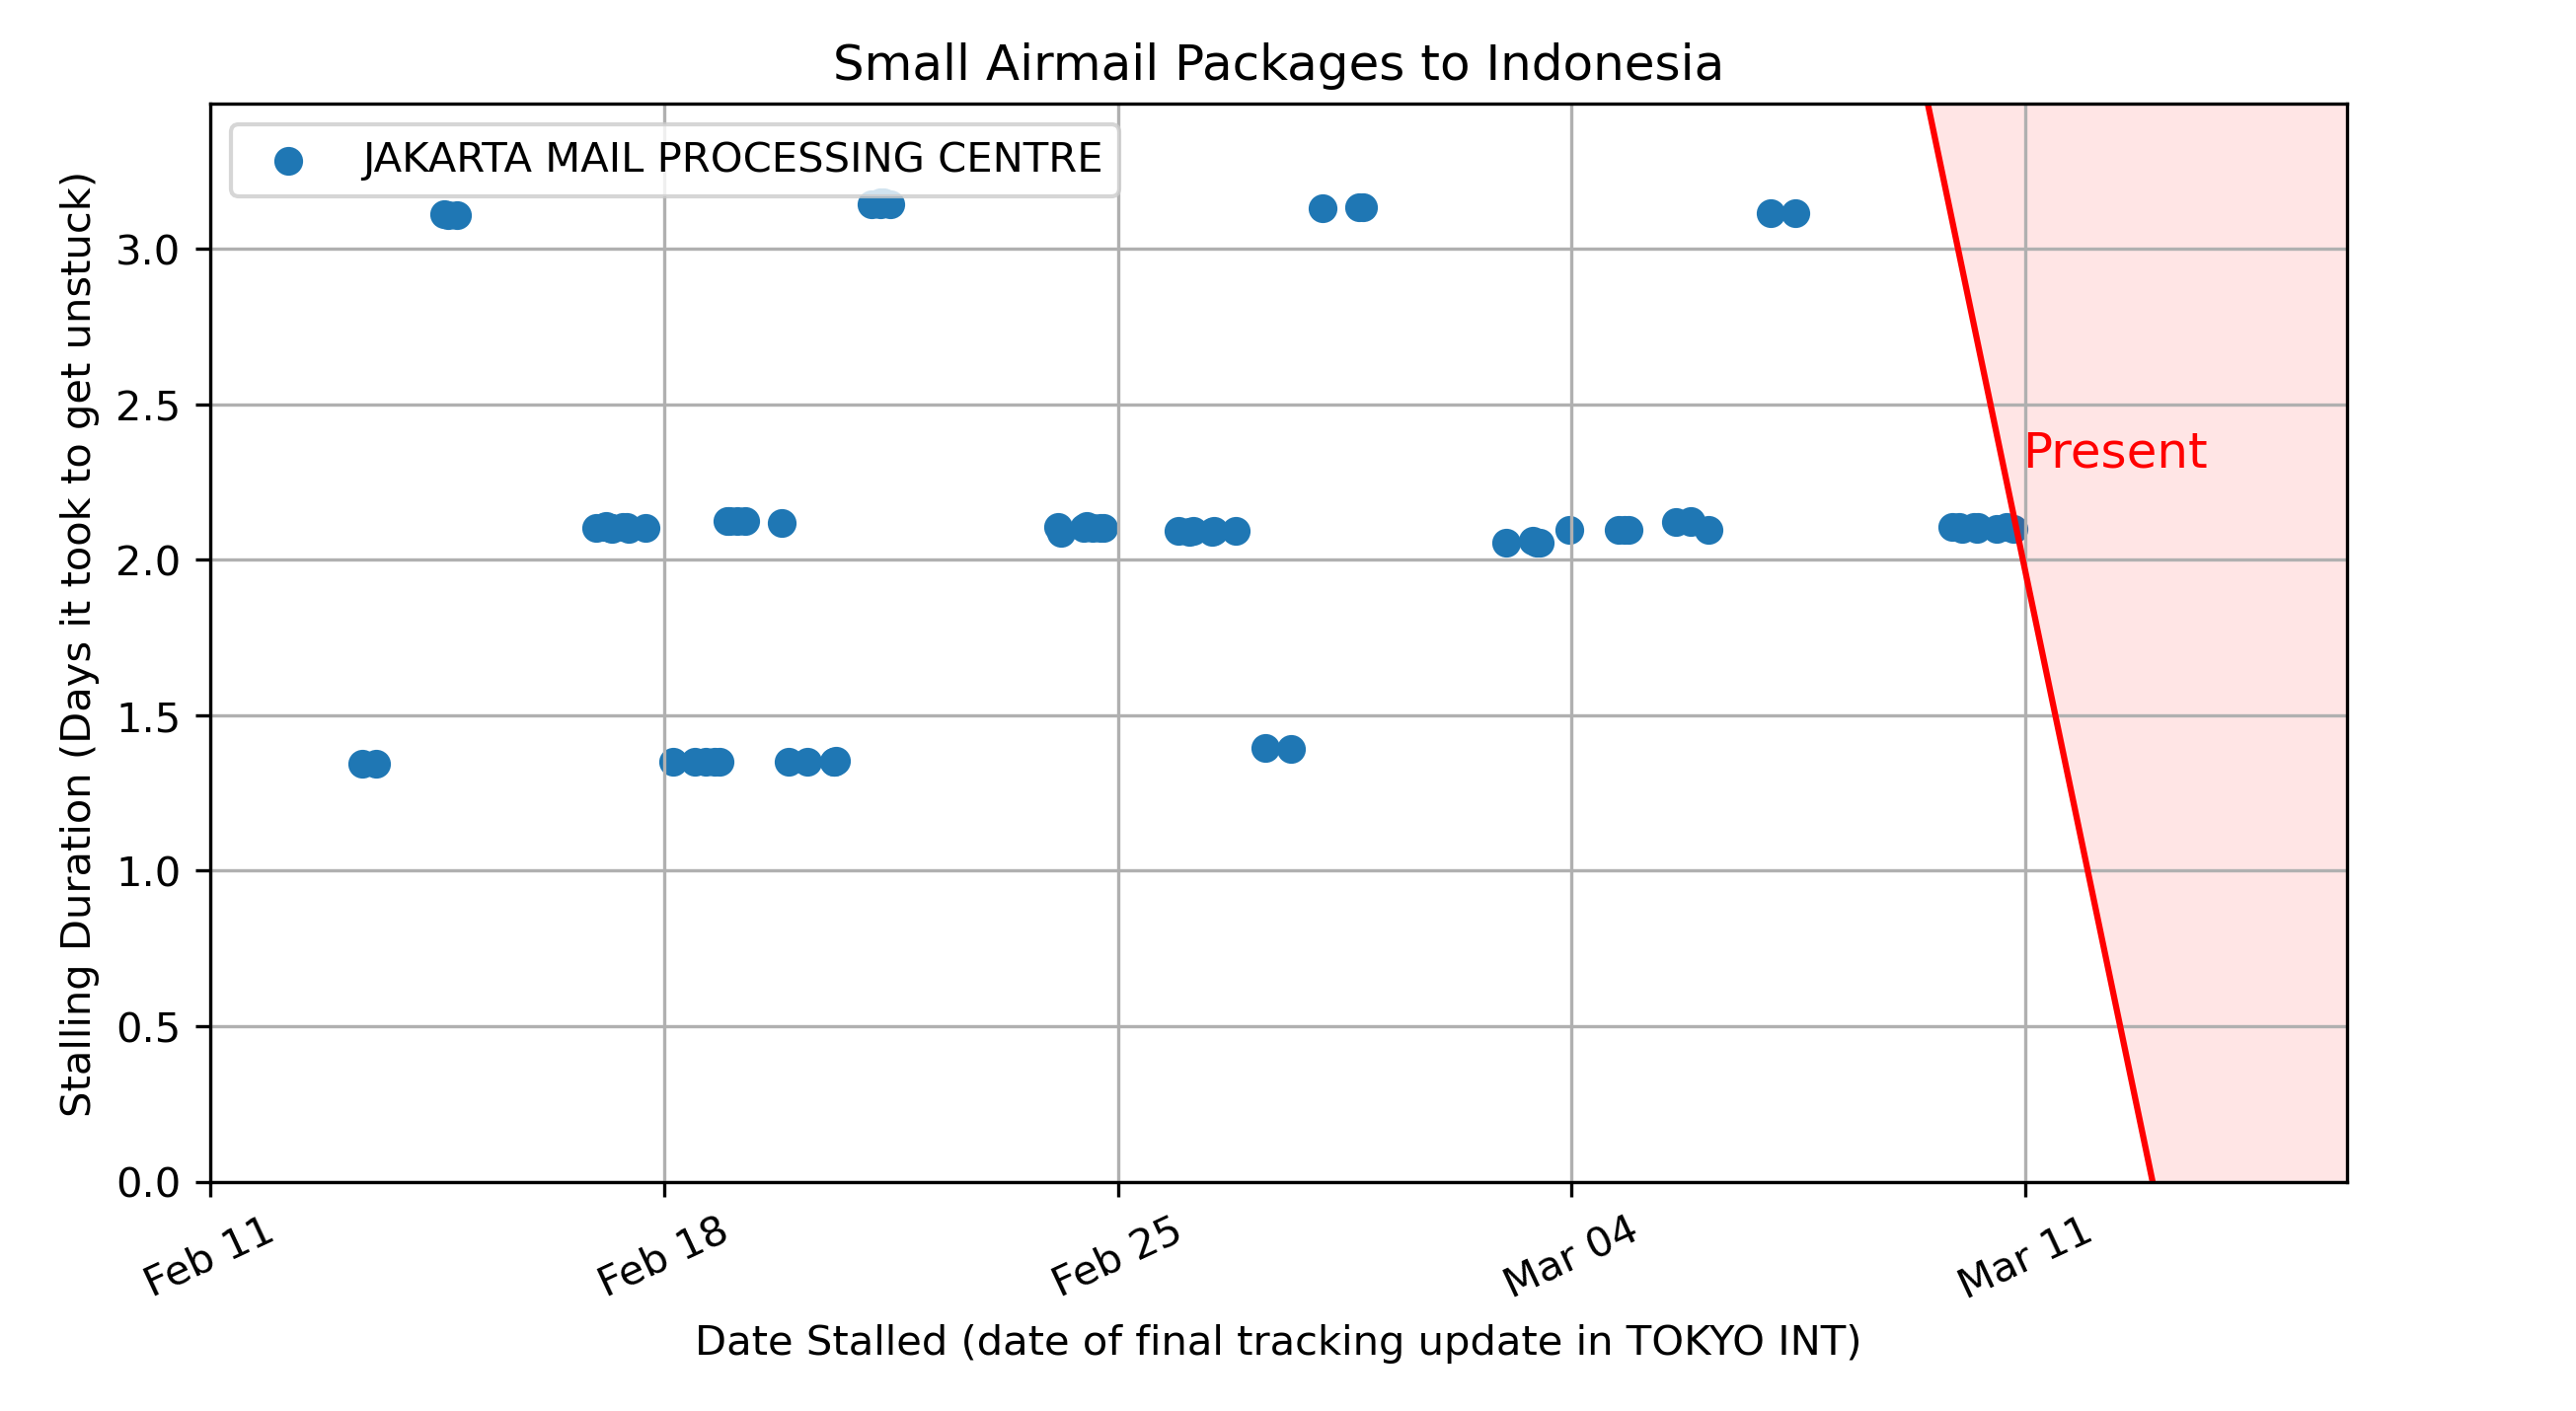 Small Airmail Packages to Indonesia
JAKARTA MAIL PROCESSING CENTRE
Stalling Duration (Days it took to get unstuck)
3.0
2.5
2.0
1.5
1.0
0.5
0.0
Present
Feb 11
Feb 18
Feb 25
Mar 04
Mar 11
Date Stalled (date of final tracking update in TOKYO INT)